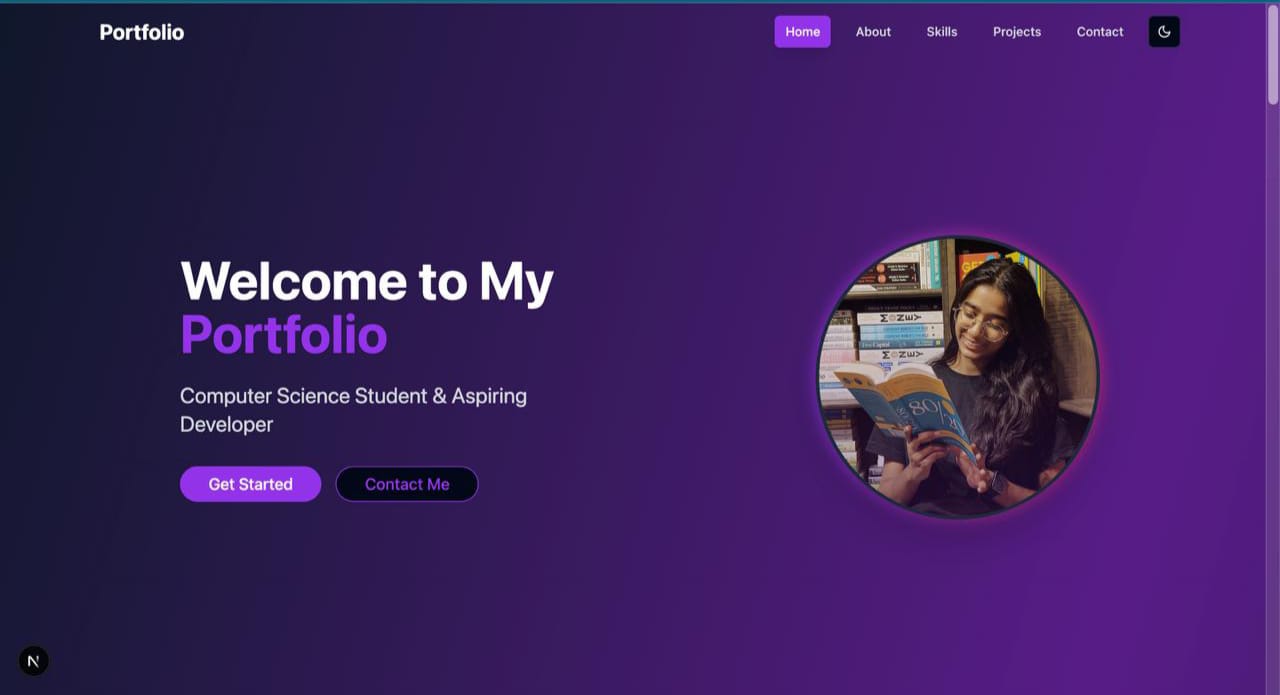 Portfolio
Home About Skills Projects Contact
Welcome to My
Portfolio
Computer Science Student & Aspiring
Developer
Get Started Contact Me
N